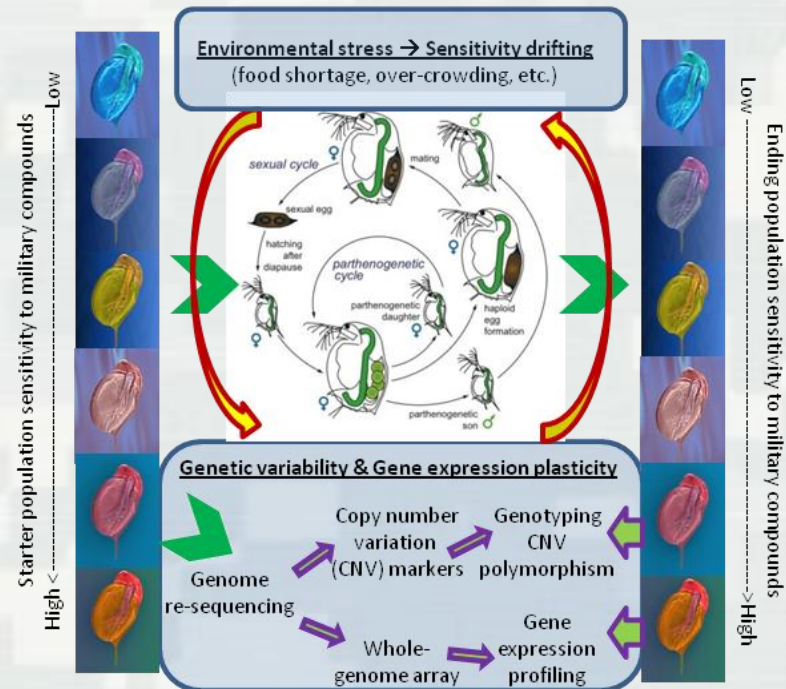 Environmental stress → Sensitivity drifting
(food shortage, over-crowding, etc.)
Starter population sensitivity to military compounds
High <----------------------------Low
sexual cycle
♀
mating
♂
sexual egg
hatching
after
diapause
♀
parthenogenetic
cycle
parthenogenetic
daughter
♀
♀
haploid
egg
formation
♀
parthenogenetic
son ♂
Low ---------------------------->High
Ending population sensitivity to military compounds
Genetic variability & Gene expression plasticity
Genome
re-sequencing
Copy number
variation
(CNV) markers
Genotyping
CNV
polymorphism
Whole-
genome array
Gene
expression
profiling